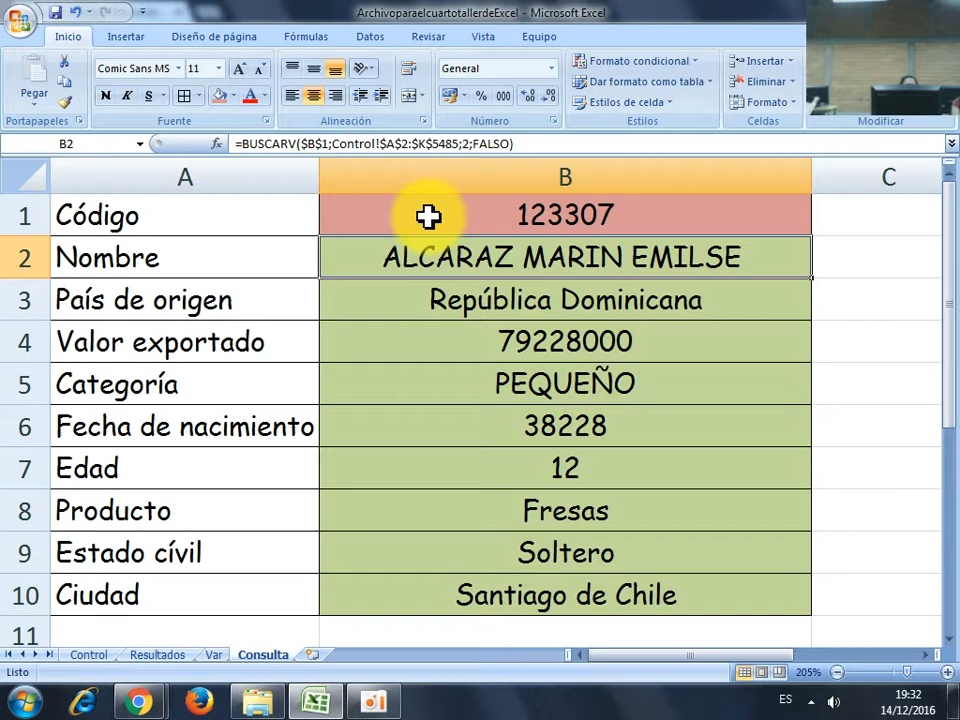 ArchivoparaelcuartotallerdeExcel - Microsoft Excel
Inicio Insertar Diseño de página Fórmulas Datos Revisar Vista Equipo
Pegar
Comic Sans MS 11
N K S
General
% 000
Formato condicional
Dar formato como tabla
Estilos de celda
Insertar
Eliminar
Formato
Portapapeles Fuente Alineación Número Estilos Celdas Modificar
B2 fx =BUSCARV($B$1;Control!$A$2:$K$5485;2;FALSO)
A B C
1 Código 123307
2 Nombre ALCARAZ MARIN EMILSE
3 País de origen República Dominicana
4 Valor exportado 79228000
5 Categoría PEQUEÑO
6 Fecha de nacimiento 38228
7 Edad 12
8 Producto Fresas
9 Estado cívil Soltero
10 Ciudad Santiago de Chile
11
Control Resultados Var Consulta
Listo 205%
ES 19:32
14/12/2016